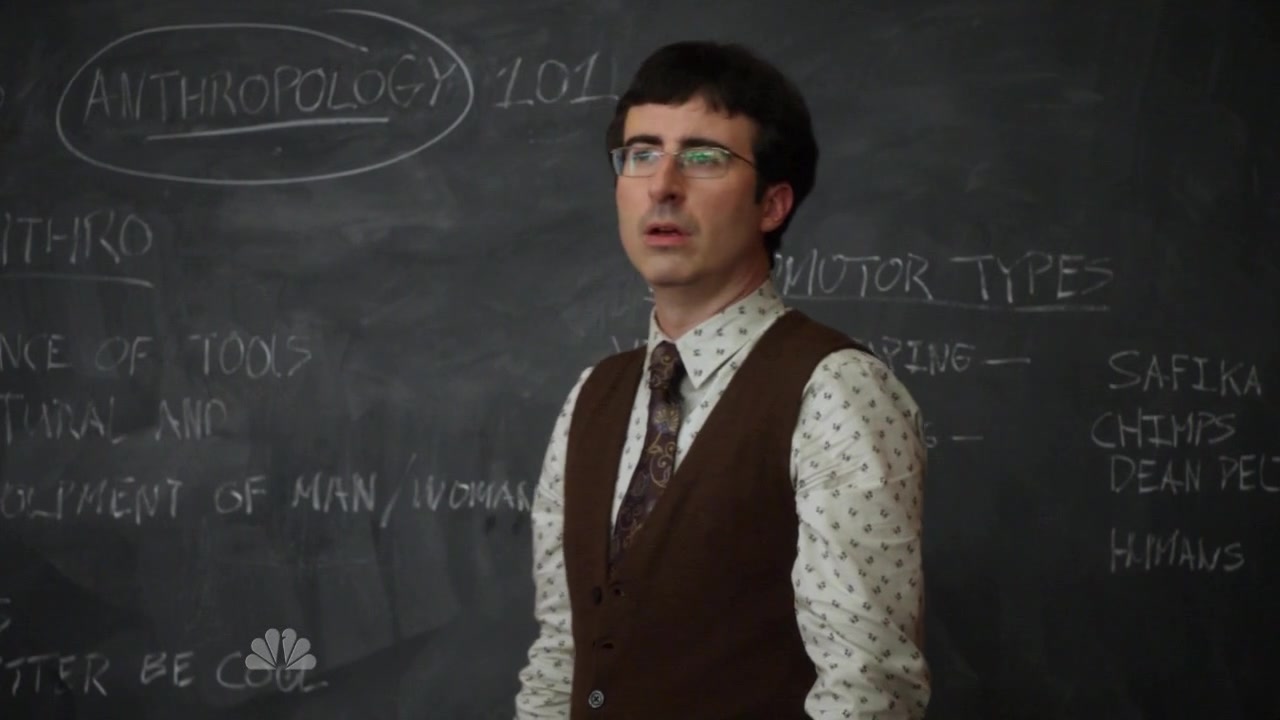 ANTHROPOLOGY 101
NTHRO
NCE OF TOOLS
TURAL AND
OLPMENT OF MAN/WOMAN
S
TTER BE COOL
MOTOR TYPES
PING -
SAFIKA
G -
CHIMPS
DEAN PEL
HUMANS